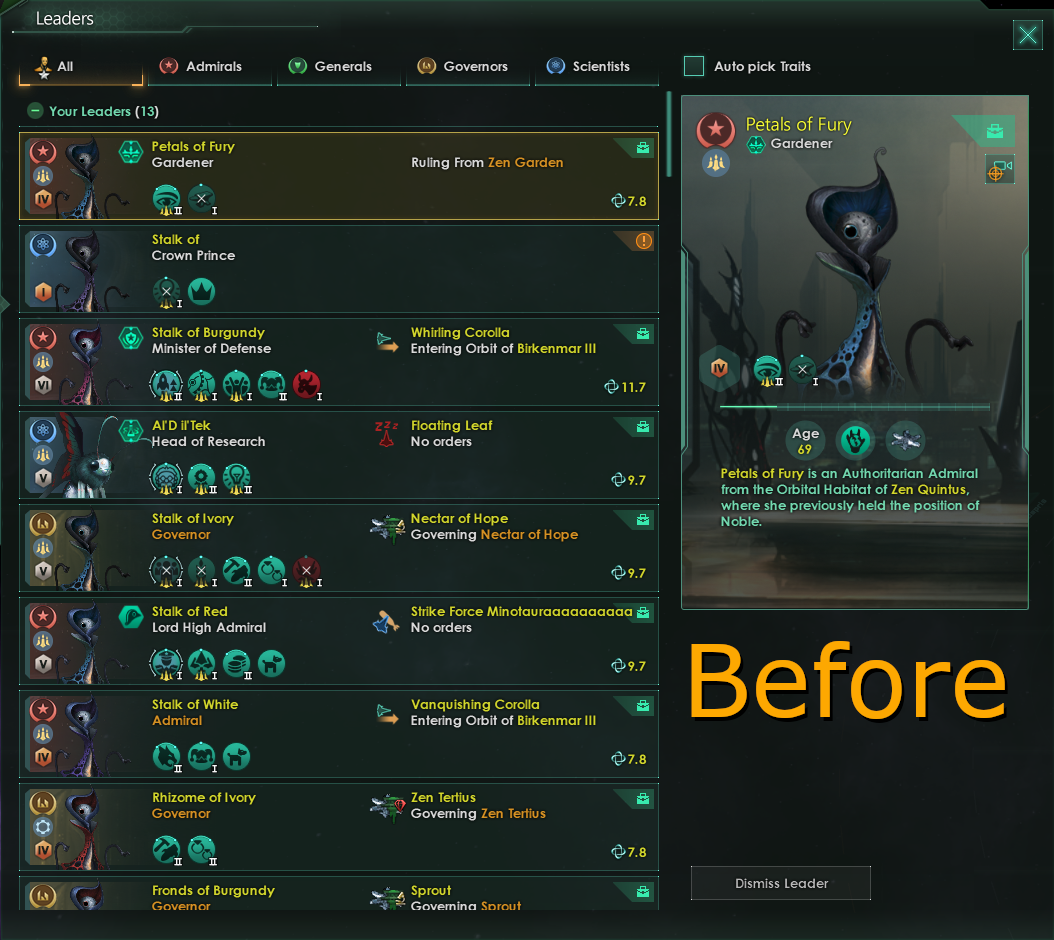 Leaders
All
Admirals
Generals
Governors
Scientists
Auto pick Traits
Your Leaders (13)
IV
Petals of Fury
Gardener
Ruling From Zen Garden
II
I
7.8
I
Stalk of
Crown Prince
I
VI
Stalk of Burgundy
Minister of Defense
Whirling Corolla
Entering Orbit of Birkenmar III
II
I
I
II
I
11.7
V
Al'D il'Tek
Head of Research
zzz
Floating Leaf
No orders
I
II
II
9.7
V
Stalk of Ivory
Governor
Nectar of Hope
Governing Nectar of Hope
I
I
II
I
I
9.7
V
Stalk of Red
Lord High Admiral
Strike Force Minotauraaaaaaaaaa
No orders
I
I
II
9.7
IV
Stalk of White
Admiral
Vanquishing Corolla
Entering Orbit of Birkenmar III
II
I
7.8
IV
Rhizome of Ivory
Governor
Zen Tertius
Governing Zen Tertius
II
II
7.8
Fronds of Burgundy
Governor
Sprout
Governing Sprout
Petals of Fury
Gardener
IV
II
I
Age
69
Petals of Fury is an Authoritarian Admiral
from the Orbital Habitat of Zen Quintus,
where she previously held the position of
Noble.
Before
Dismiss Leader